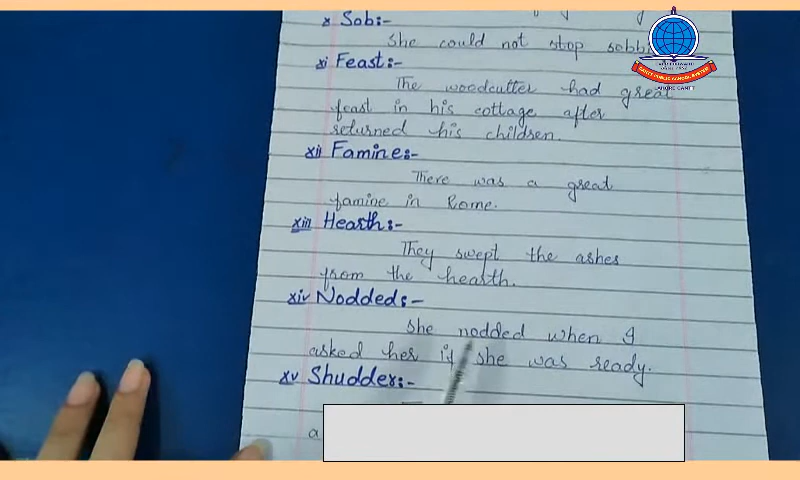 x Sob:-
She could not stop
xi Feast:-
The woodcutter had great
feast in his cottage after
returned his children.
xii Famine:-
There was a great
famine in Rome.
xiii Hearth:-
They swept the ashes
from the hearth.
xiv Nodded:-
She nodded when I
asked her if she was ready.
xv Shudder:-
a